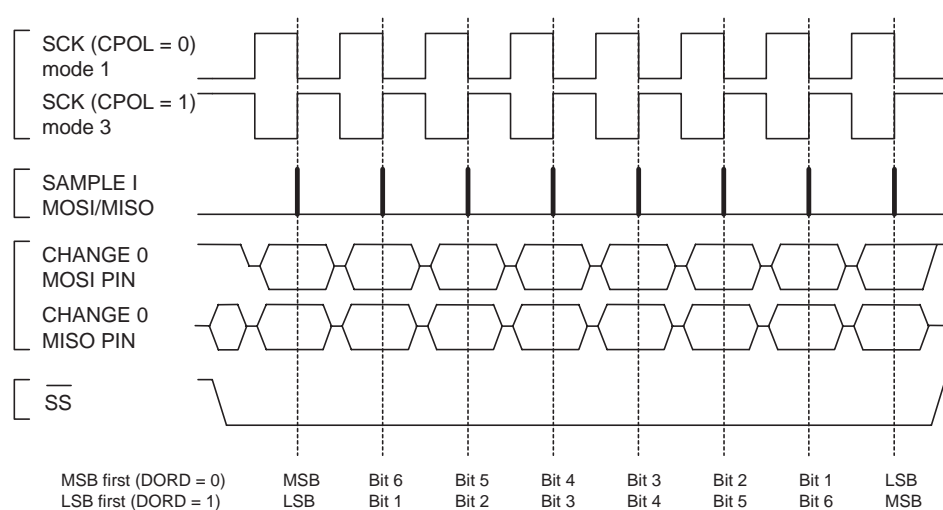 SCK (CPOL = 0)
mode 1
SCK (CPOL = 1)
mode 3
SAMPLE I
MOSI/MISO
CHANGE 0
MOSI PIN
CHANGE 0
MISO PIN
SS
MSB first (DORD = 0) MSB Bit 6 Bit 5 Bit 4 Bit 3 Bit 2 Bit 1 LSB
LSB first (DORD = 1) LSB Bit 1 Bit 2 Bit 3 Bit 4 Bit 5 Bit 6 MSB